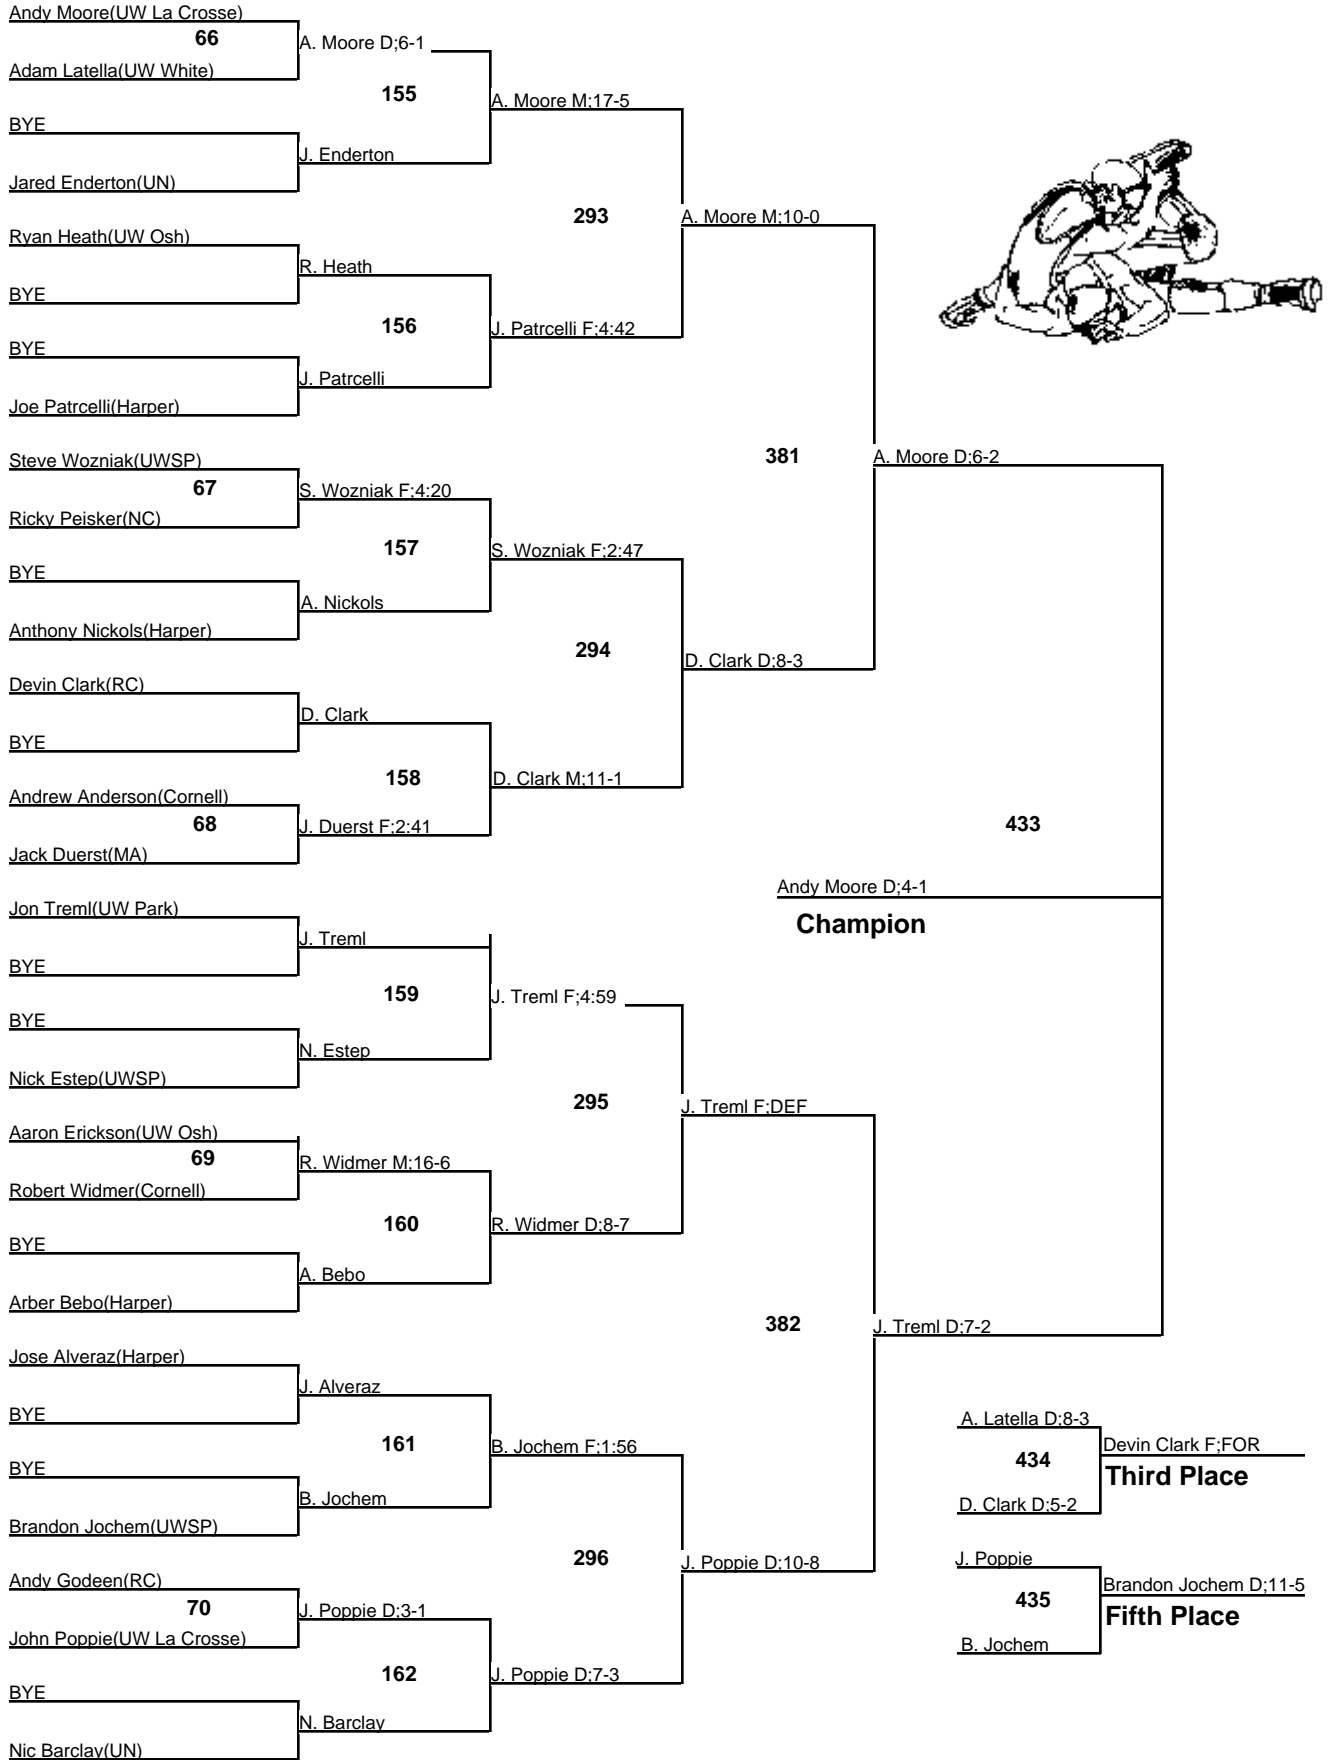 Andy Moore(UW La Crosse)
66
Adam Latella(UW White)
BYE
Jared Enderton(UN)
Ryan Heath(UW Osh)
BYE
BYE
Joe Patrcelli(Harper)
Steve Wozniak(UWSP)
67
Ricky Peisker(NC)
BYE
Anthony Nickols(Harper)
Devin Clark(RC)
BYE
Andrew Anderson(Cornell)
68
Jack Duerst(MA)
Jon Treml(UW Park)
BYE
BYE
Nick Estep(UWSP)
Aaron Erickson(UW Osh)
69
Robert Widmer(Cornell)
BYE
Arber Bebo(Harper)
Jose Alveraz(Harper)
BYE
BYE
Brandon Jochem(UWSP)
Andy Godeen(RC)
70
John Poppie(UW La Crosse)
BYE
Nic Barclay(UN)
A. Moore D;6-1
155
J. Enderton
R. Heath
156
J. Patrcelli
S. Wozniak F;4:20
157
A. Nickols
D. Clark
158
J. Duerst F;2:41
J. Treml
159
N. Estep
R. Widmer M;16-6
160
A. Bebo
J. Alveraz
161
B. Jochem
J. Poppie D;3-1
162
N. Barclay
A. Moore M;17-5
293
J. Patrcelli F;4:42
S. Wozniak F;2:47
294
D. Clark M;11-1
J. Treml F;4:59
295
R. Widmer D;8-7
B. Jochem F;1:56
296
J. Poppie D;7-3
A. Moore M;10-0
381
D. Clark D;8-3
J. Treml F;DEF
382
J. Poppie D;10-8
A. Moore D;6-2
433
J. Treml D;7-2
Andy Moore D;4-1
Champion
A. Latella D;8-3
434
D. Clark D;5-2
Devin Clark F;FOR
Third Place
J. Poppie
435
B. Jochem
Brandon Jochem D;11-5
Fifth Place